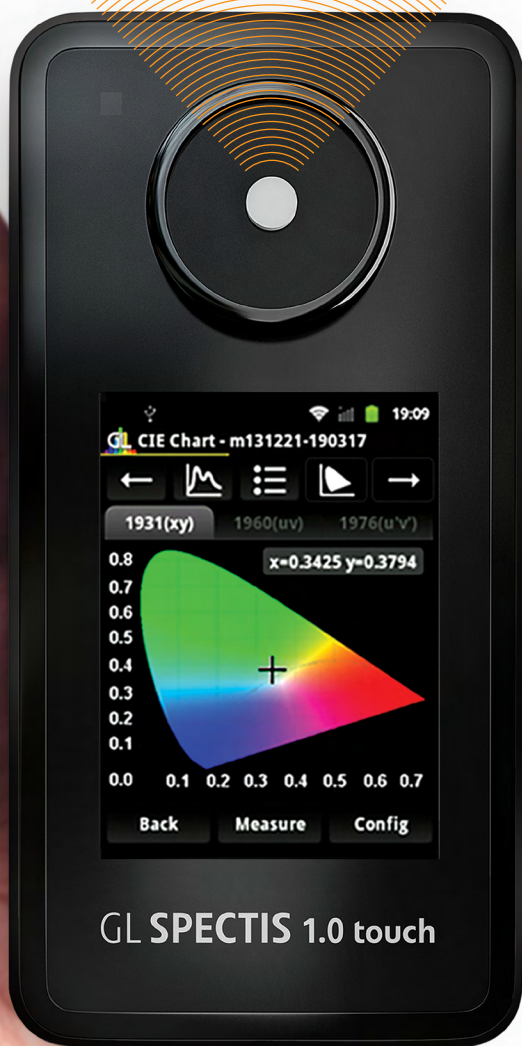 19:09
GL CIE Chart - m131221-190317
1931(xy) 1960(uv) 1976(u'v')
x=0.3425 y=0.3794
0.8
0.7
0.6
0.5
0.4
0.3
0.2
0.1
0.0 0.1 0.2 0.3 0.4 0.5 0.6 0.7
Back Measure Config
GL SPECTIS 1.0 touch